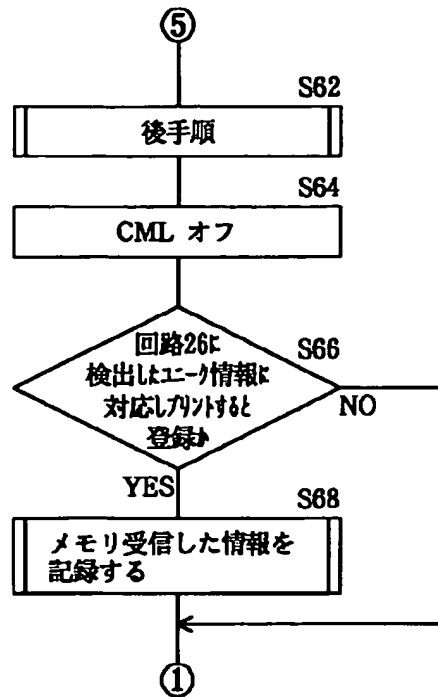 ⑤
S62
後手順
S64
CML オフ
S66
回路26に
検出したユニーク情報に
対応しプリントすると
登録か
NO
YES
S68
メモリ受信した情報を
記録する
①